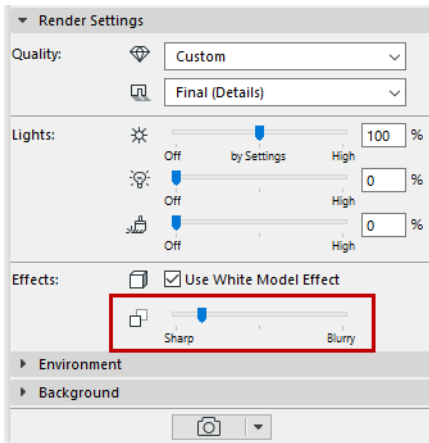 Render Settings
Quality: Custom
Final (Details)
Lights: 100 %
Off by Settings High
0 %
Off High
0 %
Off High
Effects: Use White Model Effect
Sharp Blurry
Environment
Background